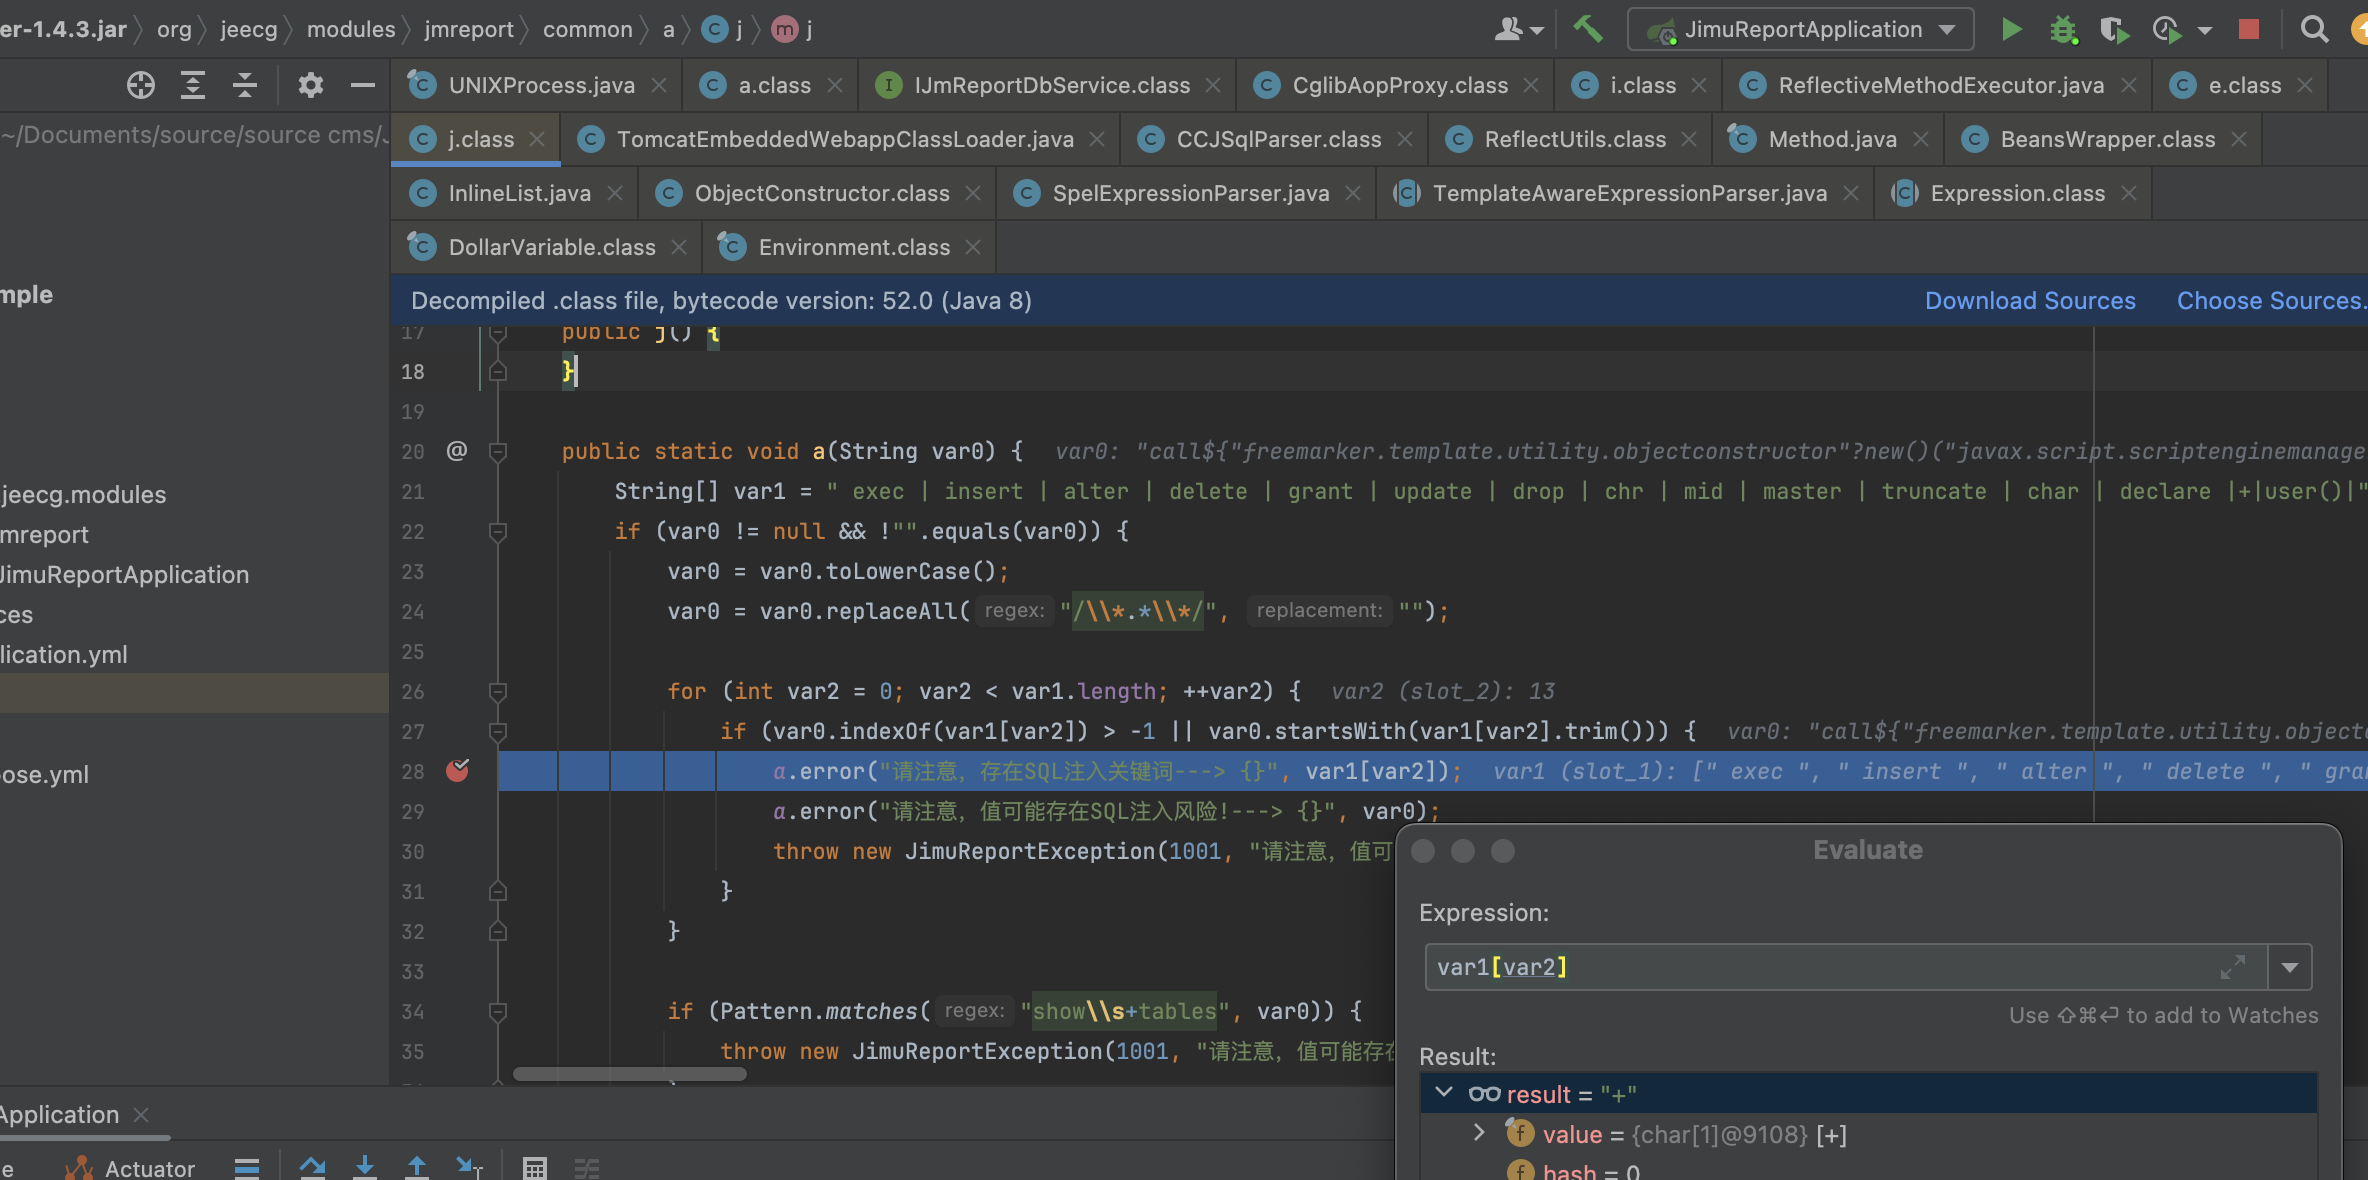 er-1.4.3.jar org jeecg modules jmreport common a j j JimuReportApplication
UNIXProcess.java a.class IJmReportDbService.class CglibAopProxy.class i.class ReflectiveMethodExecutor.java e.class
~/Documents/source/source cms/J
j.class TomcatEmbeddedWebappClassLoader.java CCJSqlParser.class ReflectUtils.class Method.java BeansWrapper.class
InlineList.java ObjectConstructor.class SpelExpressionParser.java TemplateAwareExpressionParser.java Expression.class
DollarVariable.class Environment.class
mple
jeecg.modules
mreport
JimuReportApplication
ces
lication.yml
ose.yml
Decompiled .class file, bytecode version: 52.0 (Java 8) Download Sources Choose Sources.
17 public j() {
18 }
19
20 @ public static void a(String var0) { var0: "call${"freemarker.template.utility.objectconstructor"?new()("javax.script.scriptenginemanage
21 String[] var1 = " exec | insert | alter | delete | grant | update | drop | chr | mid | master | truncate | char | declare |+|user()|"
22 if (var0 != null && !"".equals(var0)) {
23 var0 = var0.toLowerCase();
24 var0 = var0.replaceAll( regex: "/\\*.*\\*/", replacement: "");
25
26 for (int var2 = 0; var2 < var1.length; ++var2) { var2 (slot_2): 13
27 if (var0.indexOf(var1[var2]) > -1 || var0.startsWith(var1[var2].trim())) { var0: "call${"freemarker.template.utility.objectc
28 a.error("请注意，存在SQL注入关键词---> {}", var1[var2]); var1 (slot_1): [" exec ", " insert ", " alter ", " delete ", " gran
29 a.error("请注意，值可能存在SQL注入风险!---> {}", var0);
30 throw new JimuReportException(1001, "请注意，值可
31 }
32 }
33
34 if (Pattern.matches( regex: "show\\s+tables", var0)) {
35 throw new JimuReportException(1001, "请注意，值可能存在
Evaluate
Expression:
var1[var2]
Use ⇧⌘⏎ to add to Watches
Result:
result = "+"
value = {char[1]@9108} [+]
hash = 0
Application
e Actuator